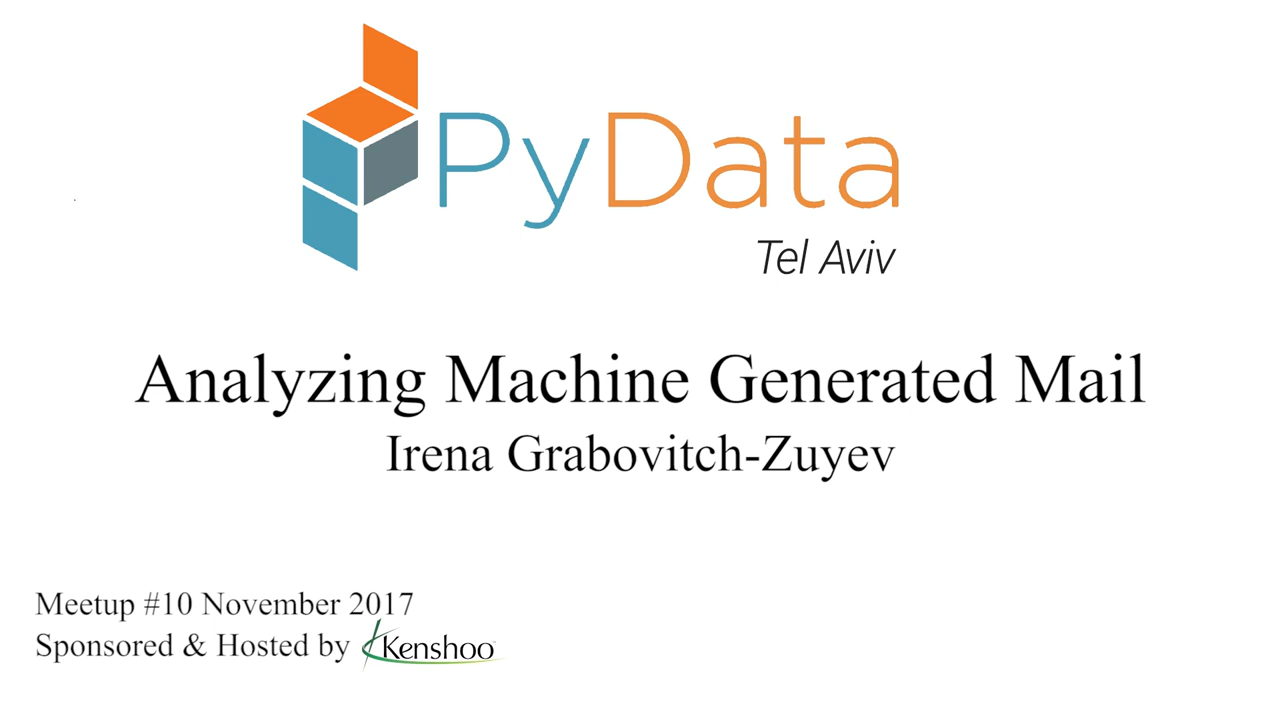 PyData
Tel Aviv
Analyzing Machine Generated Mail
Irena Grabovitch-Zuyev
Meetup #10 November 2017
Sponsored & Hosted by Kenshoo